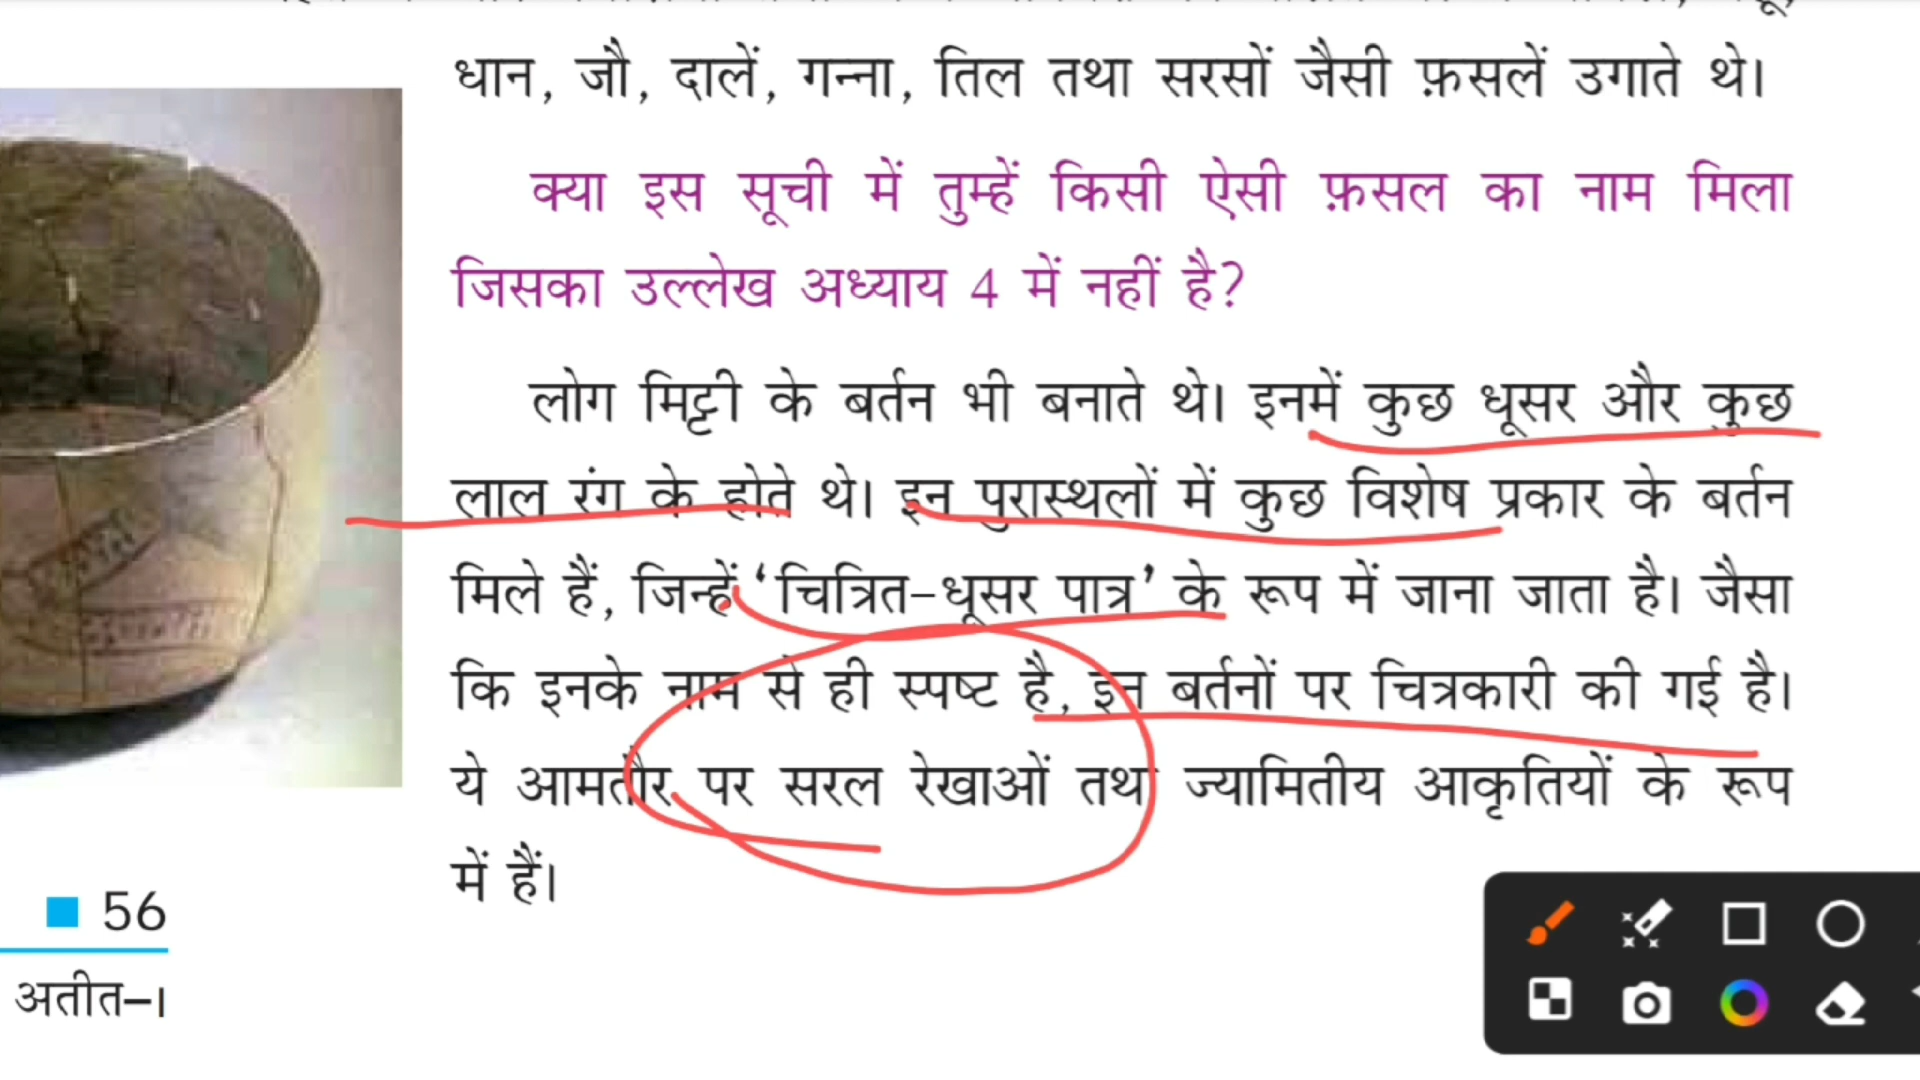 धान, जौ, दालें, गन्ना, तिल तथा सरसों जैसी फ़सलें उगाते थे।
क्या इस सूची में तुम्हें किसी ऐसी फ़सल का नाम मिला
जिसका उल्लेख अध्याय 4 में नहीं है?
लोग मिट्टी के बर्तन भी बनाते थे। इनमें कुछ धूसर और कुछ
लाल रंग के होते थे। इन पुरास्थलों में कुछ विशेष प्रकार के बर्तन
मिले हैं, जिन्हें ‘चित्रित-धूसर पात्र’ के रूप में जाना जाता है। जैसा
कि इनके नाम से ही स्पष्ट है, इन बर्तनों पर चित्रकारी की गई है।
ये आमतौर पर सरल रेखाओं तथा ज्यामितीय आकृतियों के रूप
में हैं।
56
अतीत–।